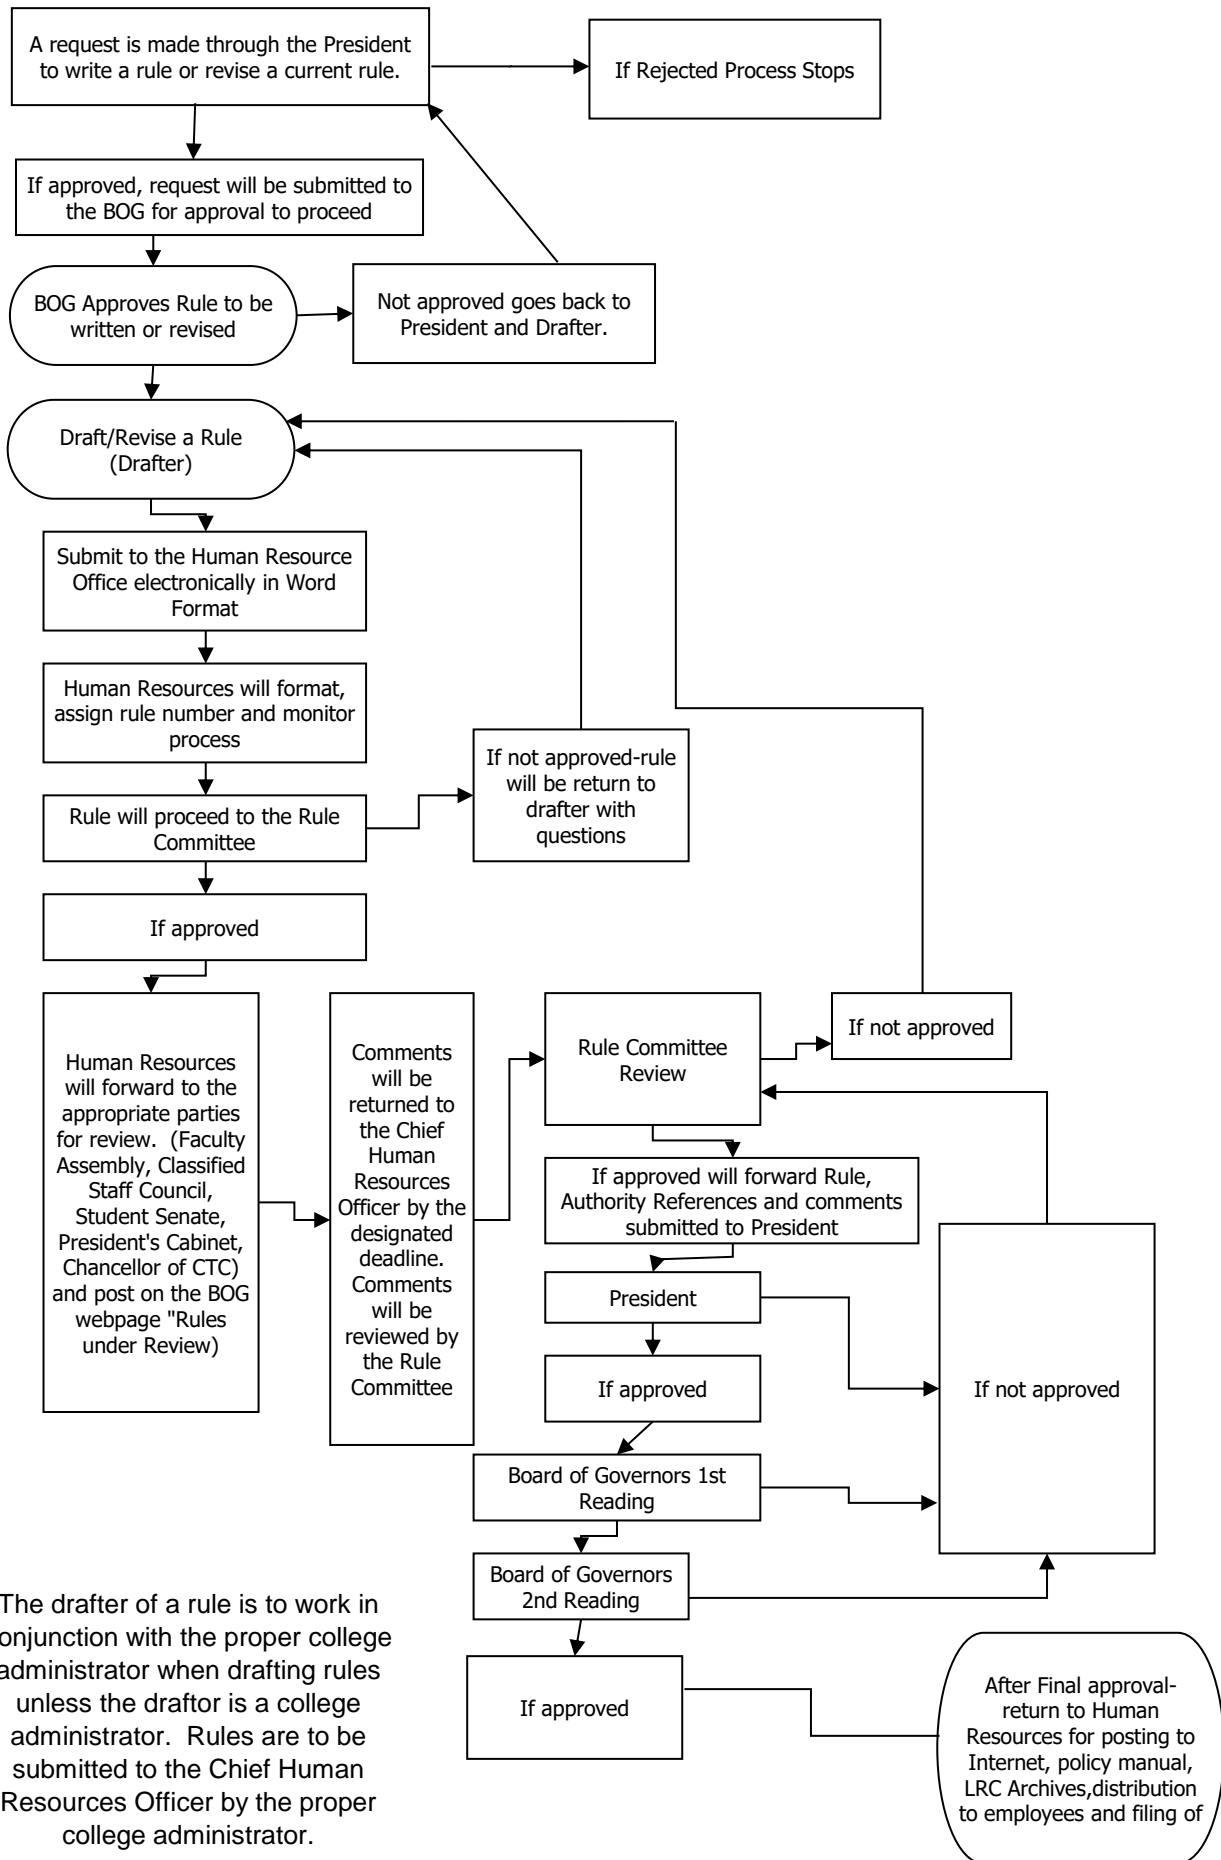 A request is made through the President
to write a rule or revise a current rule.
If Rejected Process Stops
If approved, request will be submitted to
the BOG for approval to proceed
BOG Approves Rule to be
written or revised
Not approved goes back to
President and Drafter.
Draft/Revise a Rule
(Drafter)
Submit to the Human Resource
Office electronically in Word
Format
Human Resources will format,
assign rule number and monitor
process
If not approved-rule
will be return to
drafter with
questions
Rule will proceed to the Rule
Committee
If approved
Human Resources
will forward to the
appropriate parties
for review.  (Faculty
Assembly, Classified
Staff Council,
Student Senate,
President's Cabinet,
Chancellor of CTC)
and post on the BOG
webpage "Rules
under Review)
Comments
will be
returned to
the Chief
Human
Resources
Officer by the
designated
deadline.
Comments
will be
reviewed by
the Rule
Committee
Rule Committee
Review
If not approved
If approved will forward Rule,
Authority References and comments
submitted to President
President
If approved
If not approved
Board of Governors 1st
Reading
Board of Governors
2nd Reading
If approved
After Final approval-
return to Human
Resources for posting to
Internet, policy manual,
LRC Archives,distribution
to employees and filing of
The drafter of a rule is to work in
onjunction with the proper college
administrator when drafting rules
unless the draftor is a college
administrator.  Rules are to be
submitted to the Chief Human
Resources Officer by the proper
college administrator.